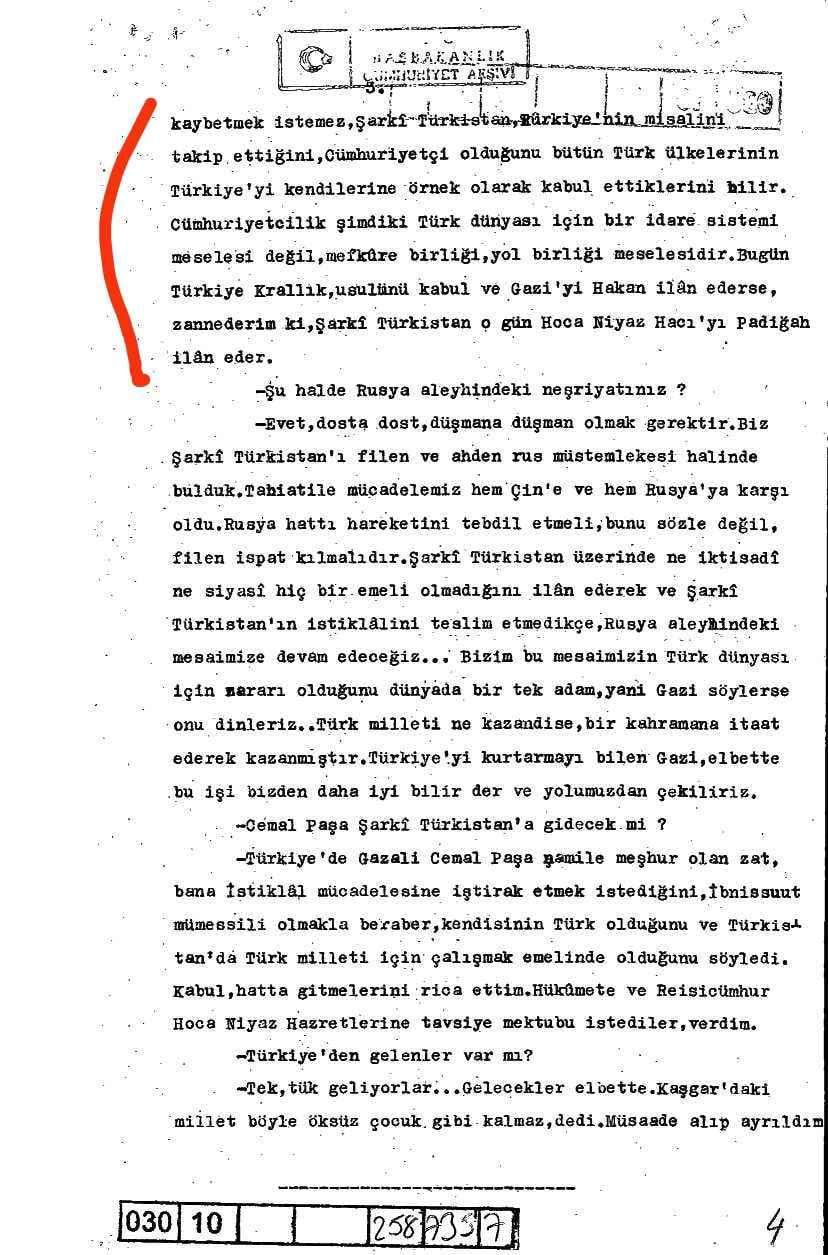 BAŞBAKANLIK
CUMHURİYET ARŞİVİ
3.
kaybetmek istemez,Şarkî Türkistan,Türkiye'nin misalini
takip ettiğini,Cümhuriyetçi olduğunu bütün Türk ülkelerinin
Türkiye'yi kendilerine örnek olarak kabul ettiklerini bilir.
Cümhuriyetcilik şimdiki Türk dünyası için bir idare sistemi
meselesi değil,mefkûre birliği,yol birliği meselesidir.Bugün
Türkiye Krallık,usulünü kabul ve Gazi'yi Hakan ilân ederse,
zannederim ki,Şarkî Türkistan o gün Hoca Niyaz Hacı'yı Padiğah
ilân eder.
-Şu halde Rusya aleyhindeki neşriyatınız ?
-Evet,dosta dost,düşmana düşman olmak gerektir.Biz
Şarkî Türkistan'ı filen ve ahden rus müstemlekesi halinde
bulduk.Tabiatile mücadelemiz hem Çin'e ve hem Rusya'ya karşı
oldu.Rusya hattı hareketini tebdil etmeli,bunu sözle değil,
filen ispat kılmalıdır.Şarkî Türkistan üzerinde ne iktisadî
ne siyasî hiç bir emeli olmadığını ilân ederek ve Şarkî
Türkistan'ın istiklâlini teslim etmedikçe,Rusya aleyhindeki
mesaimize devam edeceğiz... Bizim bu mesaimizin Türk dünyası
için zararı olduğunu dünyada bir tek adam,yani Gazi söylerse
onu dinleriz..Türk milleti ne kazandise,bir kahramana itaat
ederek kazanmıştır.Türkiye'yi kurtarmayı bilen Gazi,elbette
bu işi bizden daha iyi bilir der ve yolumuzdan çekiliriz.
-Cemal Paşa Şarkî Türkistan'a gidecek mi ?
-Türkiye'de Gazali Cemal Paşa namile meşhur olan zat,
bana İstiklâl mücadelesine iştirak etmek istediğini,İbnissuut
mümessili olmakla beraber,kendisinin Türk olduğunu ve Türkis-
tan'da Türk milleti için çalışmak emelinde olduğunu söyledi.
Kabul,hatta gitmelerini rica ettim.Hükûmete ve Reisicümhur
Hoca Niyaz Hazretlerine tavsiye mektubu istediler,verdim.
-Türkiye'den gelenler var mı?
-Tek,tük geliyorlar...Gelecekler elbette.Kaşgar'daki
millet böyle öksüz çocuk gibi kalmaz,dedi.Müsaade alıp ayrıldım
030 10 258 735 7
4